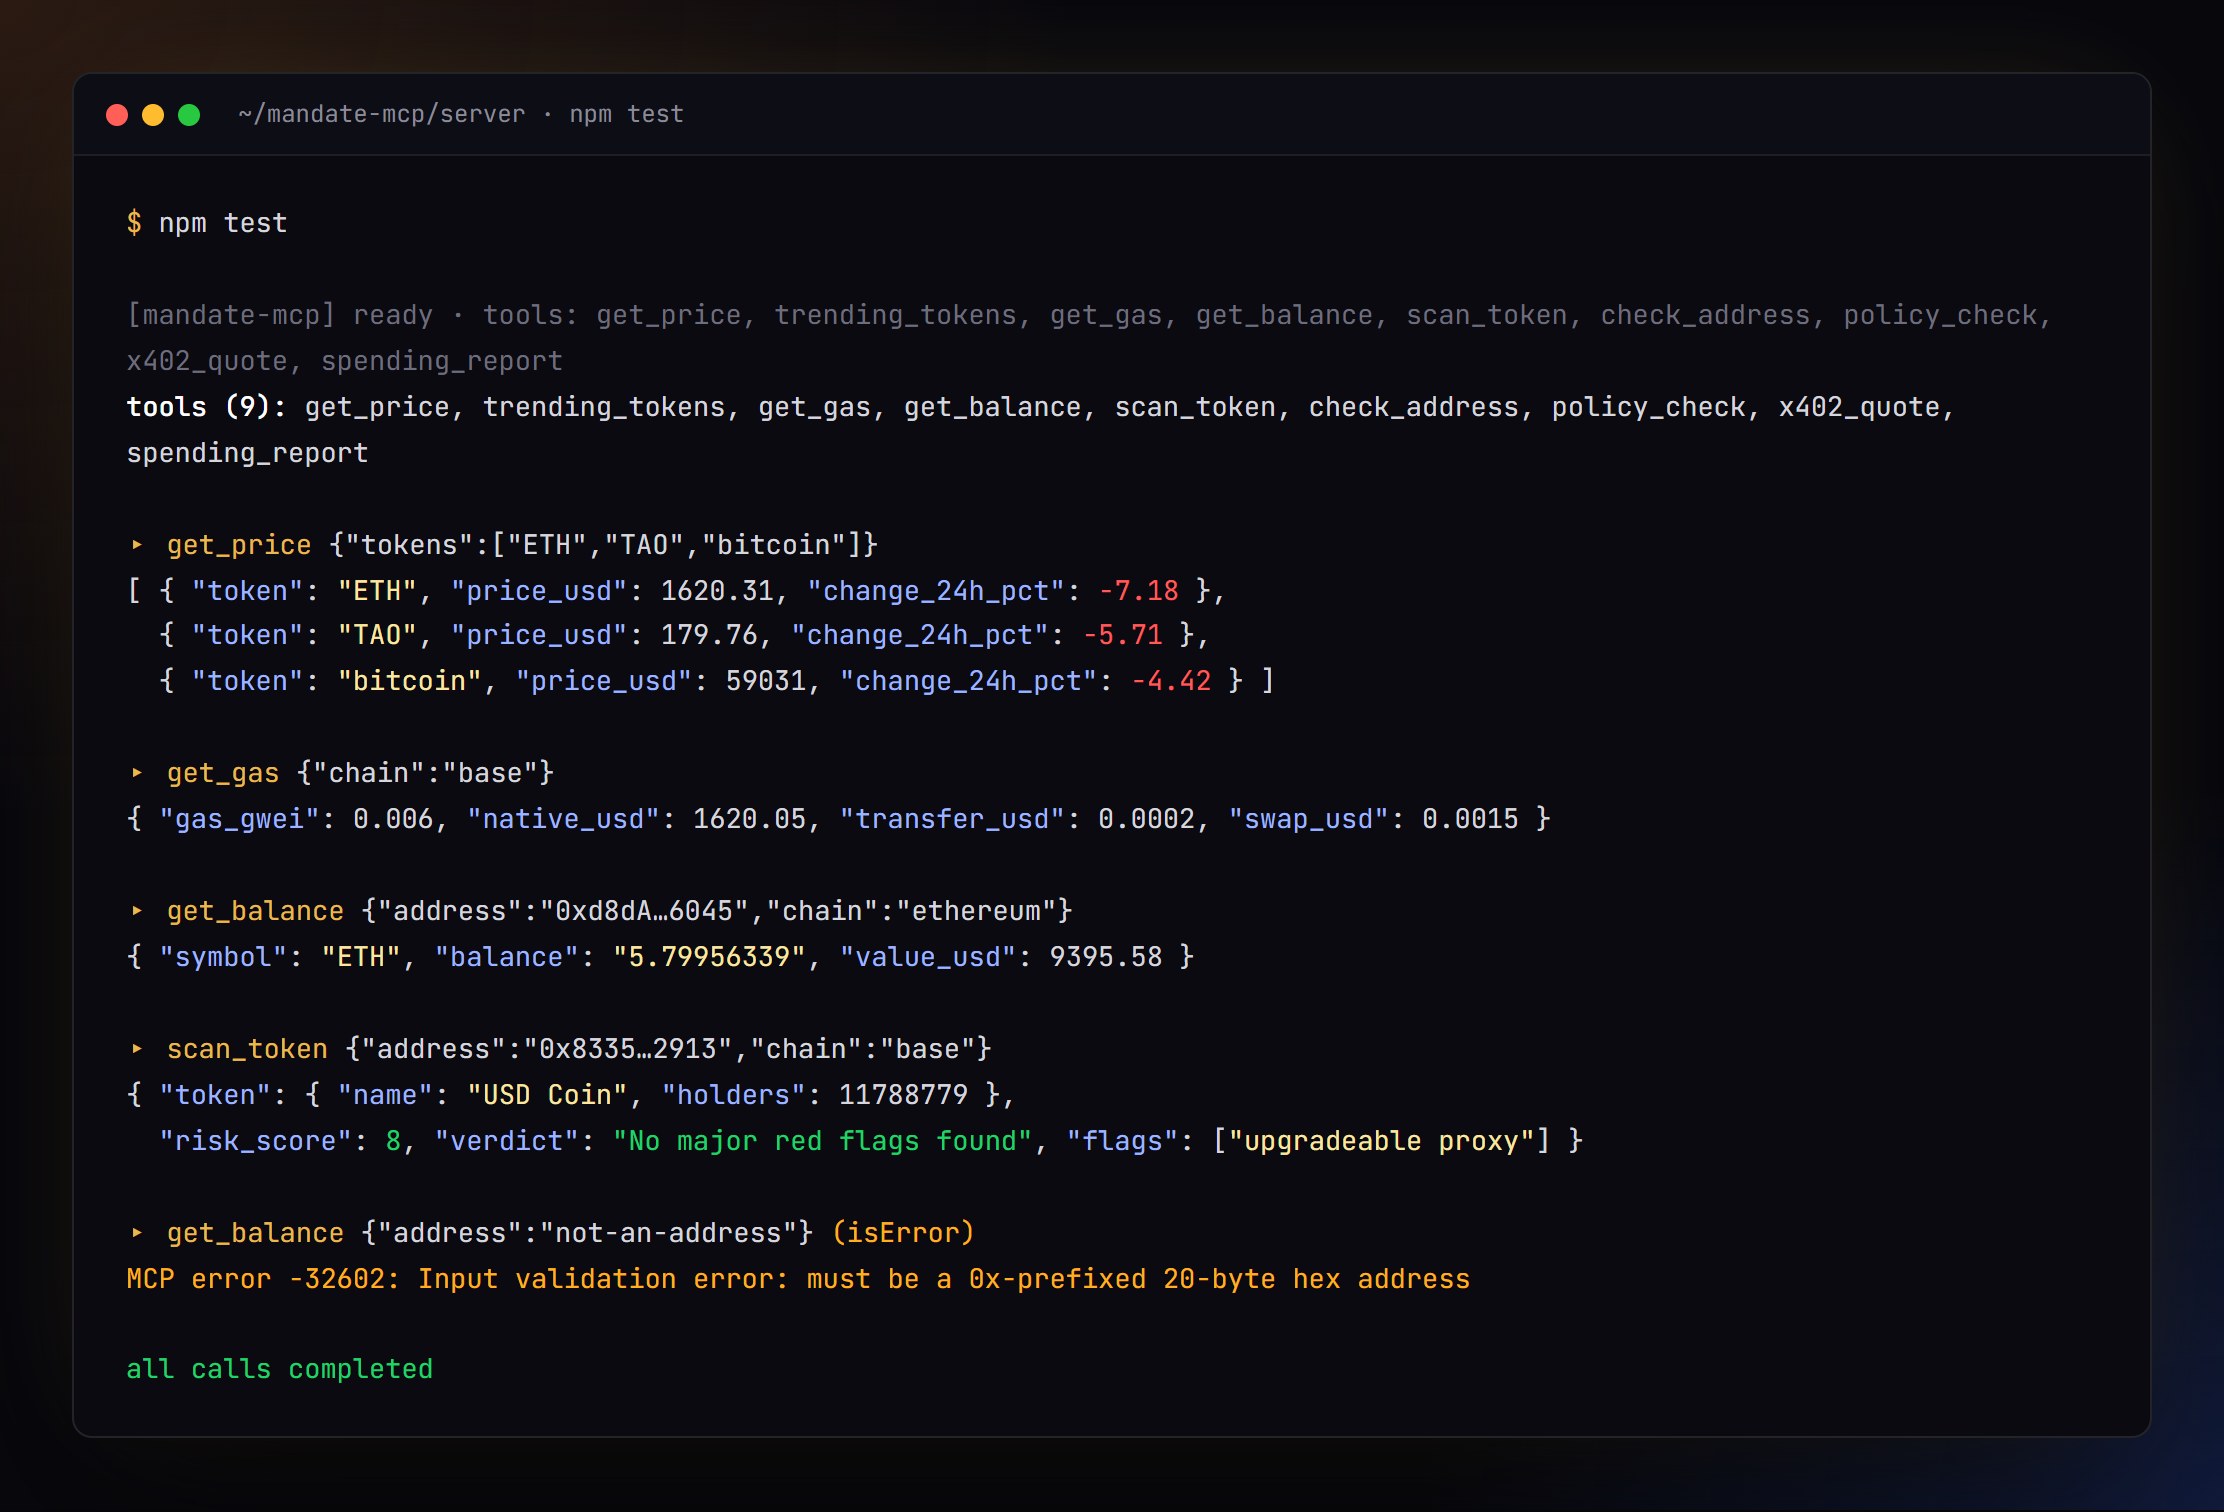 ~/mandate-mcp/server · npm test
$ npm test
[mandate-mcp] ready · tools: get_price, trending_tokens, get_gas, get_balance, scan_token, check_address, policy_check,
x402_quote, spending_report
tools (9): get_price, trending_tokens, get_gas, get_balance, scan_token, check_address, policy_check, x402_quote,
spending_report
▸ get_price {"tokens":["ETH","TAO","bitcoin"]}
[ { "token": "ETH", "price_usd": 1620.31, "change_24h_pct": -7.18 },
{ "token": "TAO", "price_usd": 179.76, "change_24h_pct": -5.71 },
{ "token": "bitcoin", "price_usd": 59031, "change_24h_pct": -4.42 } ]
▸ get_gas {"chain":"base"}
{ "gas_gwei": 0.006, "native_usd": 1620.05, "transfer_usd": 0.0002, "swap_usd": 0.0015 }
▸ get_balance {"address":"0xd8dA…6045","chain":"ethereum"}
{ "symbol": "ETH", "balance": "5.79956339", "value_usd": 9395.58 }
▸ scan_token {"address":"0x8335…2913","chain":"base"}
{ "token": { "name": "USD Coin", "holders": 11788779 },
"risk_score": 8, "verdict": "No major red flags found", "flags": ["upgradeable proxy"] }
▸ get_balance {"address":"not-an-address"} (isError)
MCP error -32602: Input validation error: must be a 0x-prefixed 20-byte hex address
all calls completed